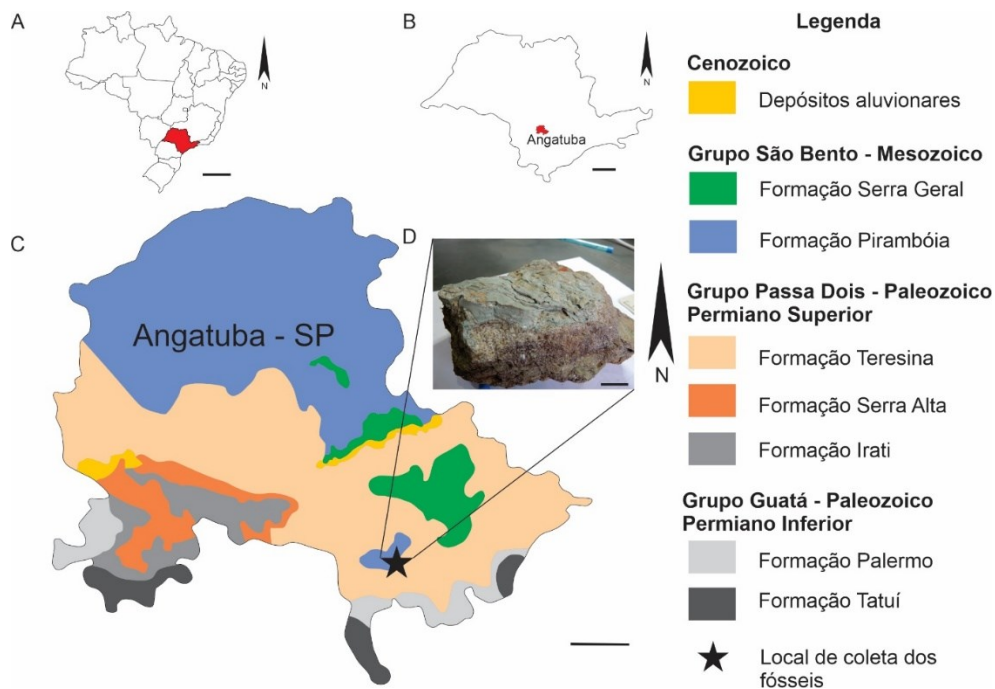 A
N
B
N
Angatuba
C
Angatuba - SP
D
N
Legenda
Cenozoico
Depósitos aluvionares
Grupo São Bento - Mesozoico
Formação Serra Geral
Formação Pirambóia
Grupo Passa Dois - Paleozoico
Permiano Superior
Formação Teresina
Formação Serra Alta
Formação Irati
Grupo Guatá - Paleozoico
Permiano Inferior
Formação Palermo
Formação Tatuí
Local de coleta dos
fósseis